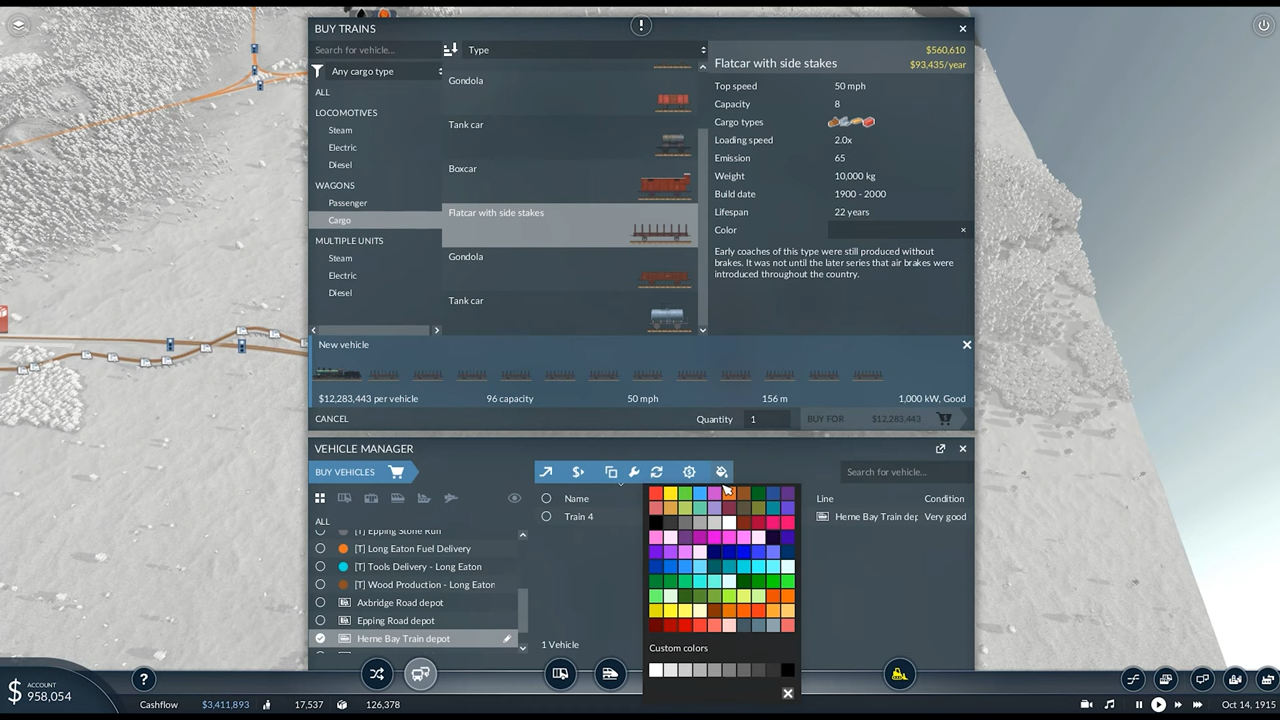 BUY TRAINS
Search for vehicle...
Type
$560,610
Flatcar with side stakes
$93,435/year
Any cargo type
ALL
LOCOMOTIVES
Steam
Electric
Diesel
WAGONS
Passenger
Cargo
MULTIPLE UNITS
Steam
Electric
Diesel
Gondola
Tank car
Boxcar
Flatcar with side stakes
Gondola
Tank car
Top speed 50 mph
Capacity 8
Cargo types
Loading speed 2.0x
Emission 65
Weight 10,000 kg
Build date 1900 - 2000
Lifespan 22 years
Color
Early coaches of this type were still produced without
brakes. It was not until the later series that air brakes were
introduced throughout the country.
New vehicle
$12,283,443 per vehicle 96 capacity 50 mph 156 m 1,000 kW, Good
CANCEL Quantity 1 BUY FOR $12,283,443
VEHICLE MANAGER
BUY VEHICLES
Search for vehicle...
ALL
[T] Epping Stone Run
[T] Long Eaton Fuel Delivery
[T] Tools Delivery - Long Eaton
[T] Wood Production - Long Eaton
Axbridge Road depot
Epping Road depot
Herne Bay Train depot
Name Line Condition
Train 4 Herne Bay Train dep Very good
1 Vehicle
Custom colors
$ ACCOUNT
958,054
?
Cashflow $3,411,893 17,537 126,378
Oct 14, 1915